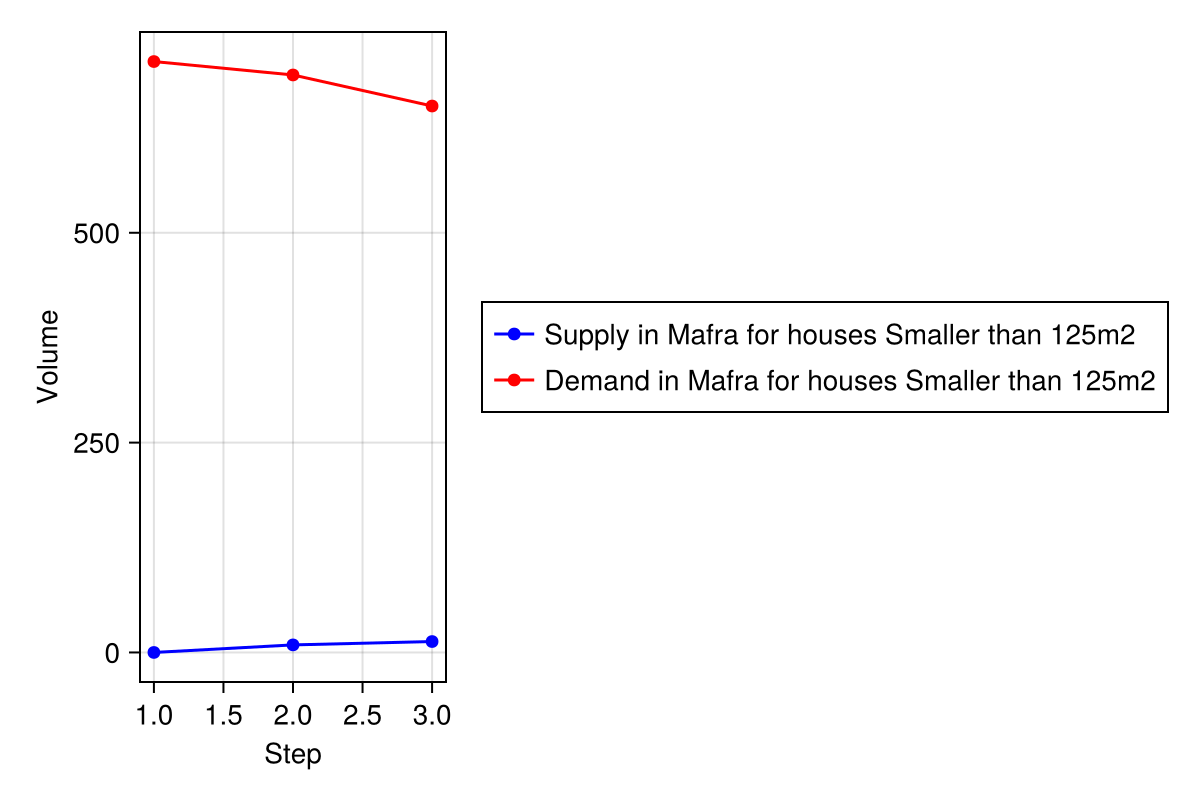 500
250
0
Volume
1.0 1.5 2.0 2.5 3.0
Step
Supply in Mafra for houses Smaller than 125m2
Demand in Mafra for houses Smaller than 125m2